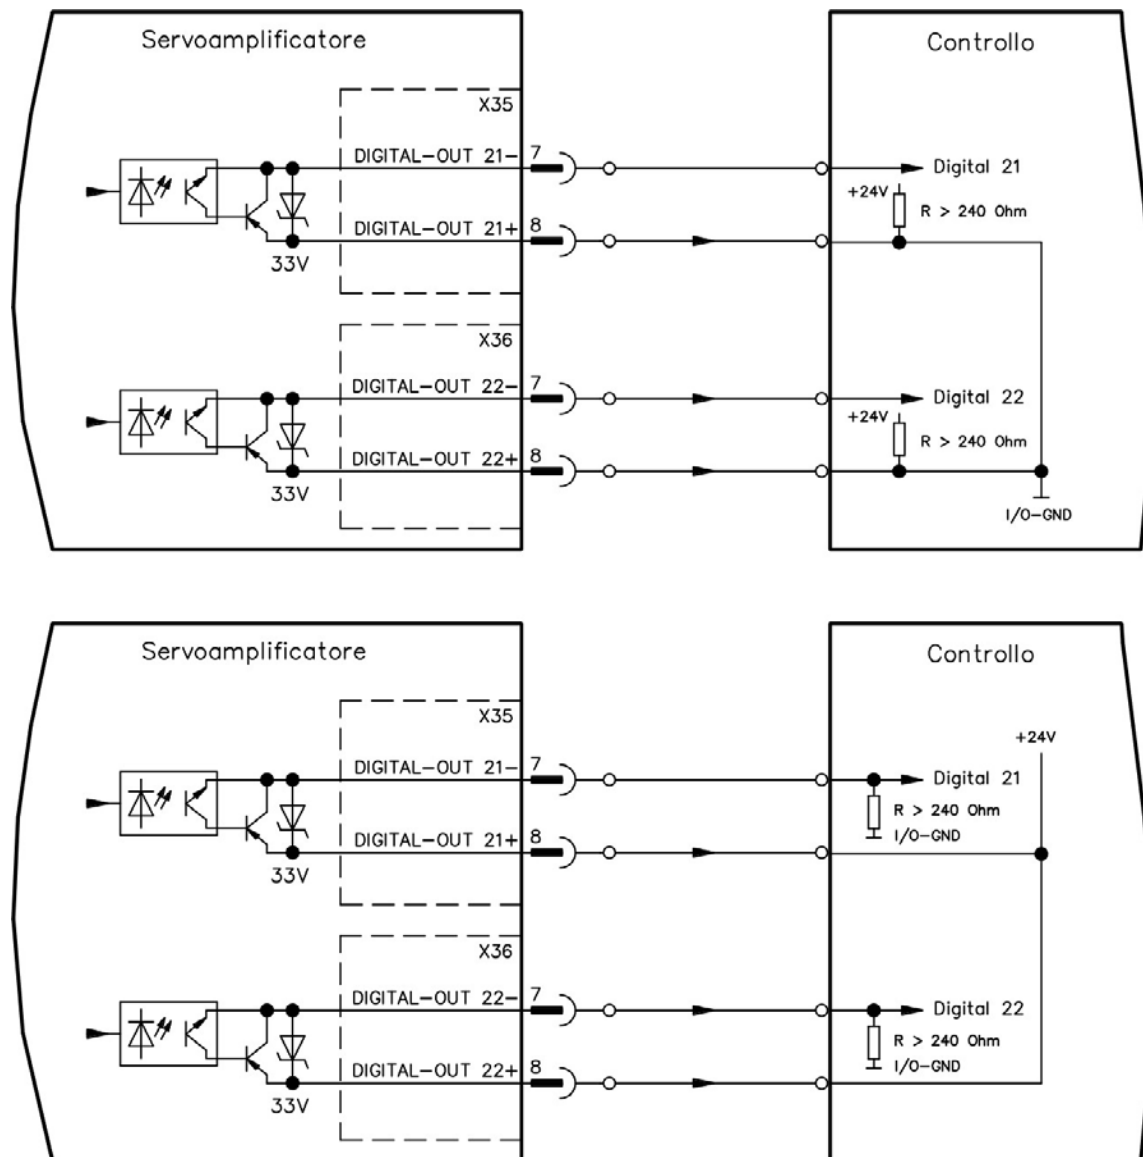 Servoamplificatore
Controllo
X35
DIGITAL-OUT 21-
7
Digital 21
+24V
R > 240 Ohm
DIGITAL-OUT 21+
8
33V
X36
DIGITAL-OUT 22-
7
Digital 22
+24V
R > 240 Ohm
DIGITAL-OUT 22+
8
33V
I/O-GND
Servoamplificatore
Controllo
X35
+24V
DIGITAL-OUT 21-
7
Digital 21
R > 240 Ohm
I/O-GND
DIGITAL-OUT 21+
8
33V
X36
DIGITAL-OUT 22-
7
Digital 22
R > 240 Ohm
I/O-GND
DIGITAL-OUT 22+
8
33V